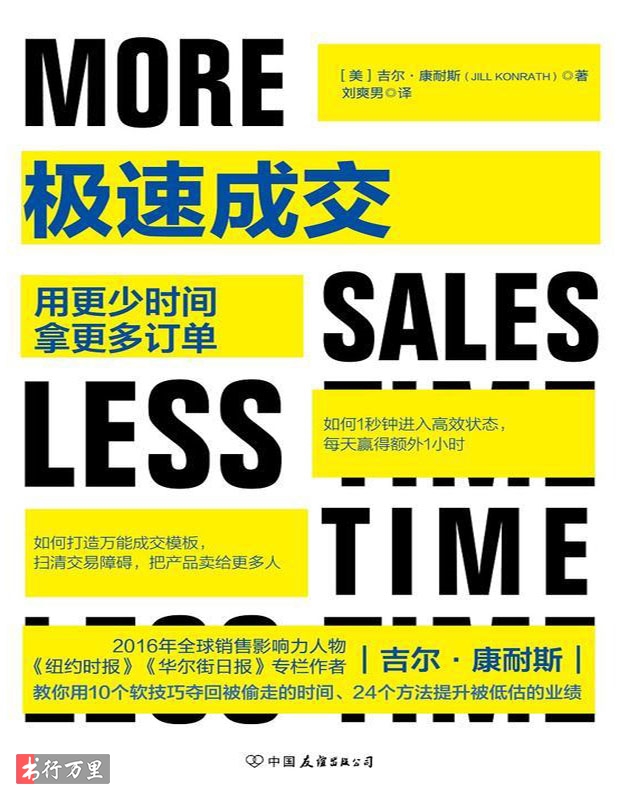 MORE
[美]吉尔·康耐斯(JILL KONRATH)◎著
刘爽男◎译
极速成交
用更少时间
拿更多订单
SALES
LESS
TIME
如何1秒钟进入高效状态，
每天赢得额外1小时
如何打造万能成交模板，
扫清交易障碍，把产品卖给更多人
TIME
LESS TIME
2016年全球销售影响力人物
《纽约时报》《华尔街日报》专栏作者
|吉尔·康耐斯|
教你用10个软技巧夺回被偷走的时间、24个方法提升被低估的业绩
中国友谊出版公司
书行万里